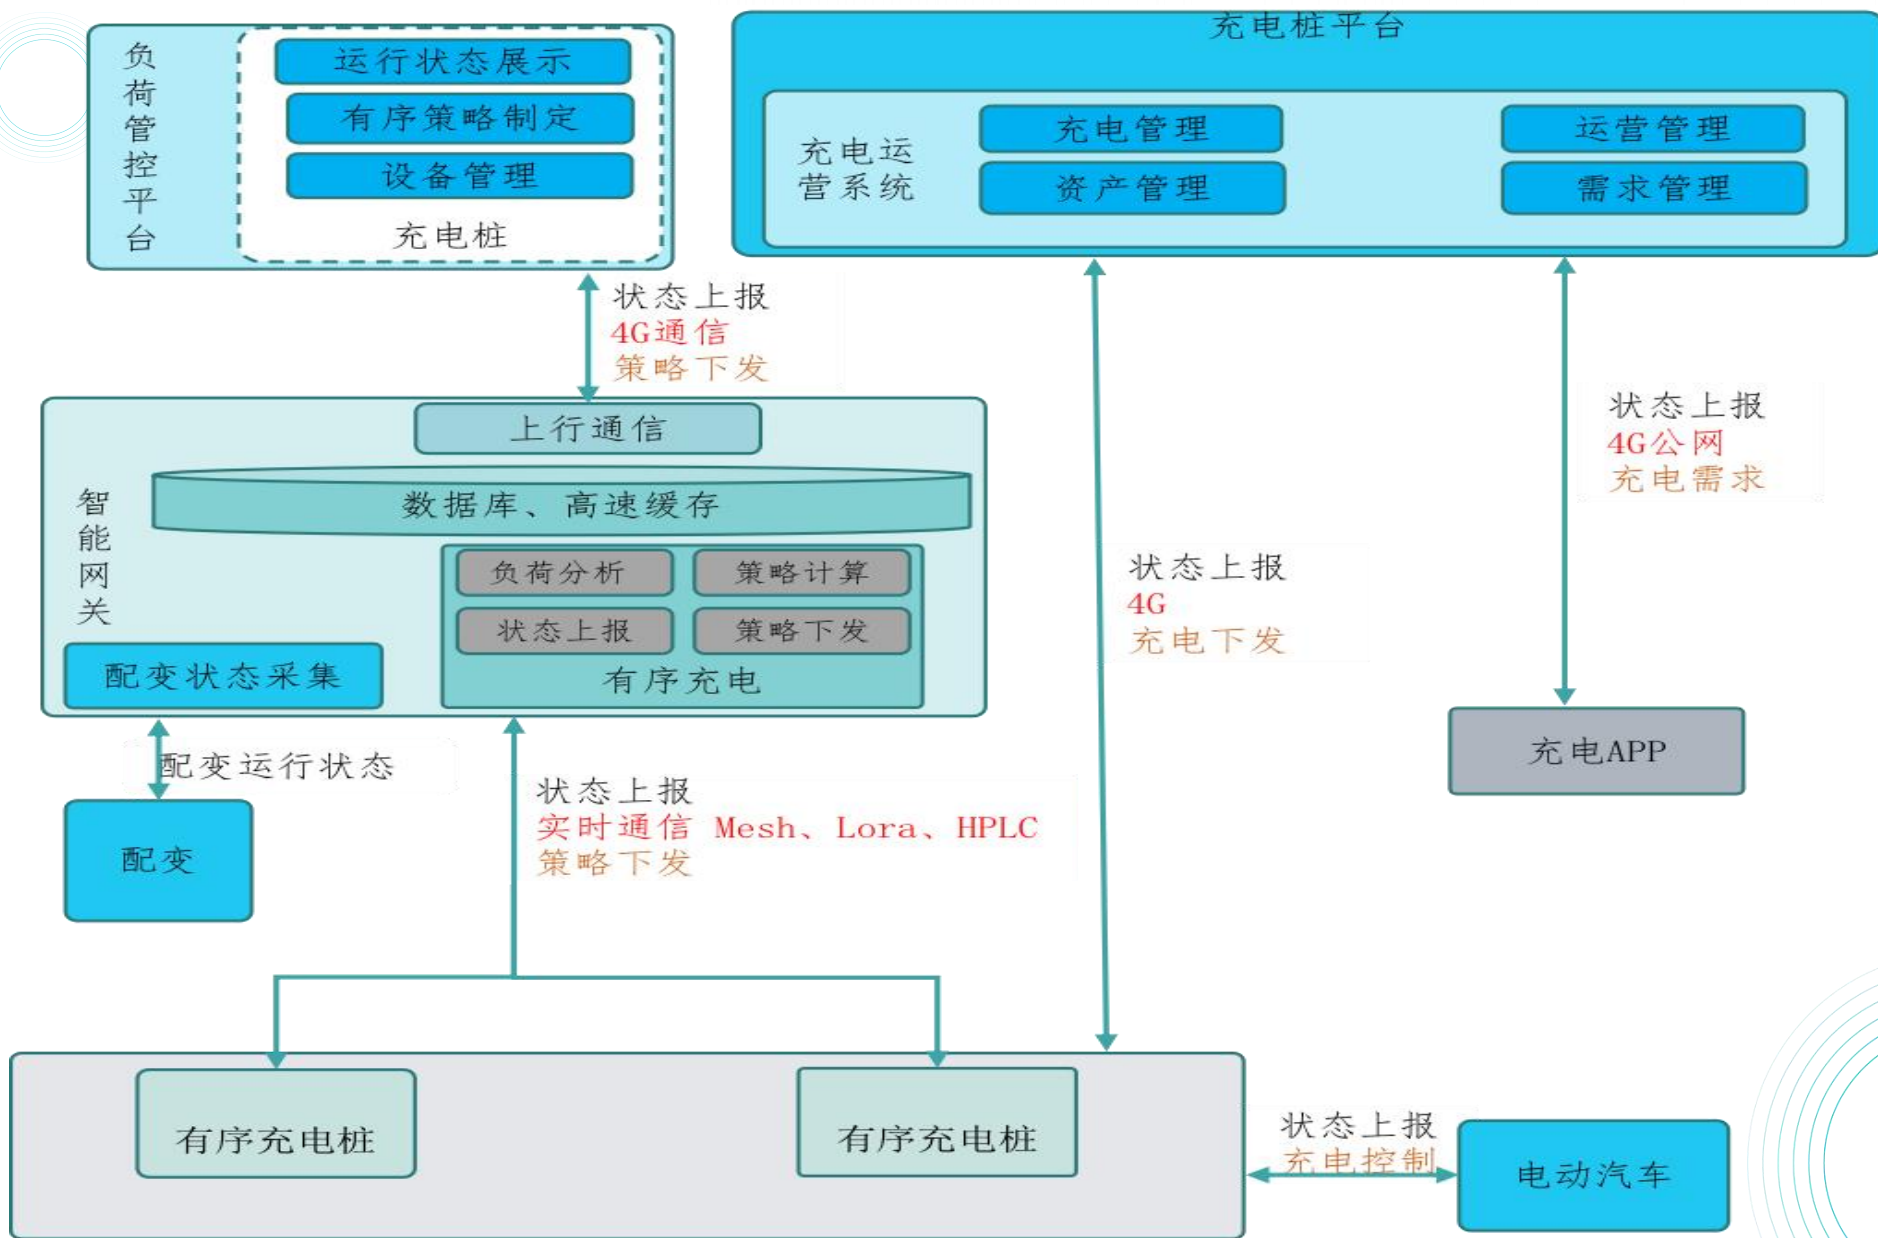 负荷管控平台
运行状态展示
有序策略制定
设备管理
充电桩
充电桩平台
充电运
营系统
充电管理
运营管理
资产管理
需求管理
状态上报
4G通信
策略下发
智能网关
上行通信
数据库、高速缓存
负荷分析
策略计算
状态上报
策略下发
有序充电
配变状态采集
状态上报
4G
充电下发
状态上报
4G公网
充电需求
充电APP
配变运行状态
配变
状态上报
实时通信 Mesh、Lora、HPLC
策略下发
有序充电桩
有序充电桩
状态上报
充电控制
电动汽车